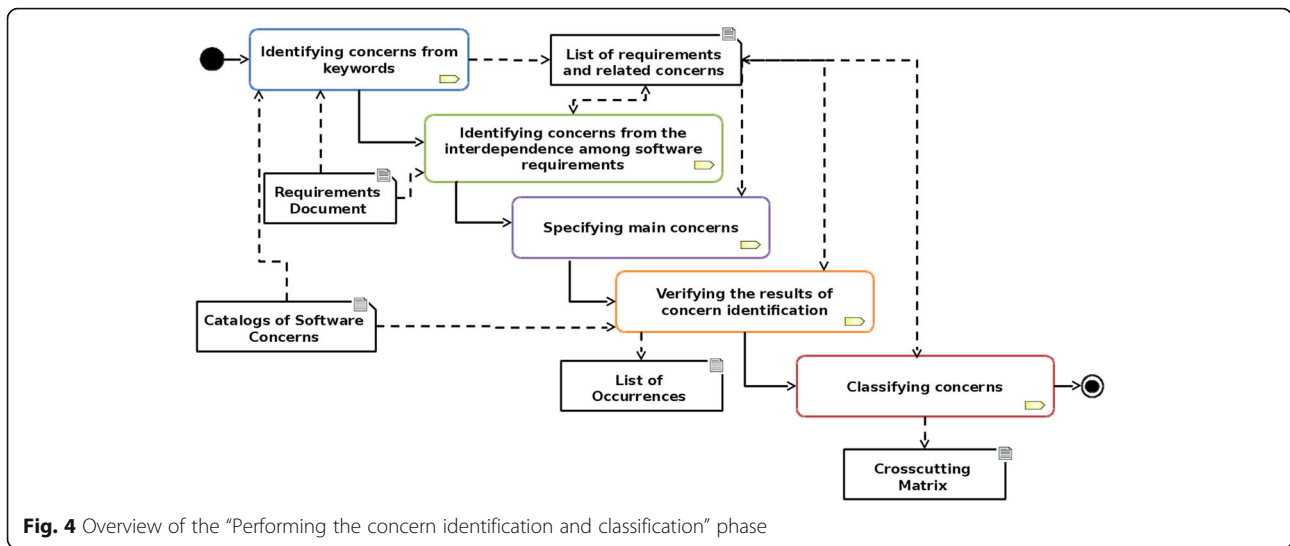 Identifying concerns from
keywords
List of requirements
and related concerns
Identifying concerns from the
interdependence among software
requirements
Requirements
Document
Specifying main concerns
Catalogs of Software
Concerns
Verifying the results of
concern identification
List of
Occurrences
Classifying concerns
Crosscutting
Matrix
Fig. 4 Overview of the “Performing the concern identification and classification” phase